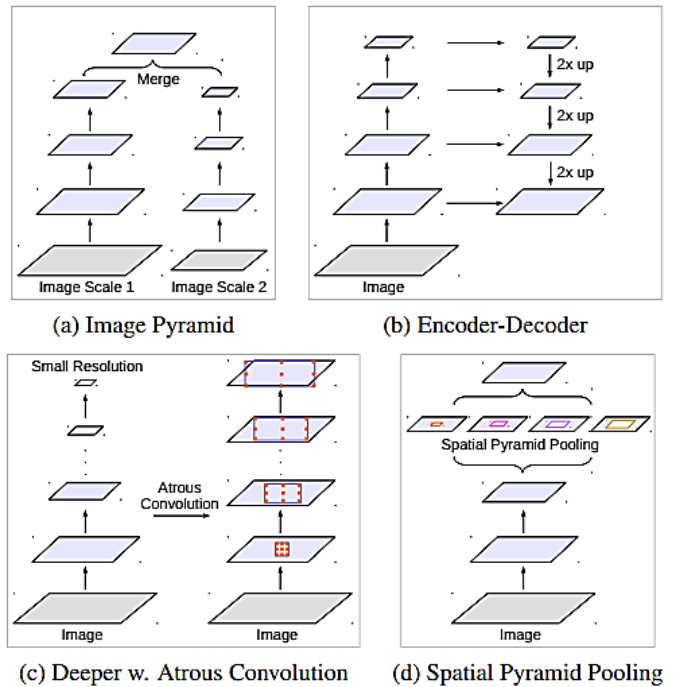 Merge
Image Scale 1
Image Scale 2
(a) Image Pyramid
2x up
2x up
2x up
Image
(b) Encoder-Decoder
Small Resolution
Atrous
Convolution
Image
Image
(c) Deeper w. Atrous Convolution
Spatial Pyramid Pooling
Image
(d) Spatial Pyramid Pooling